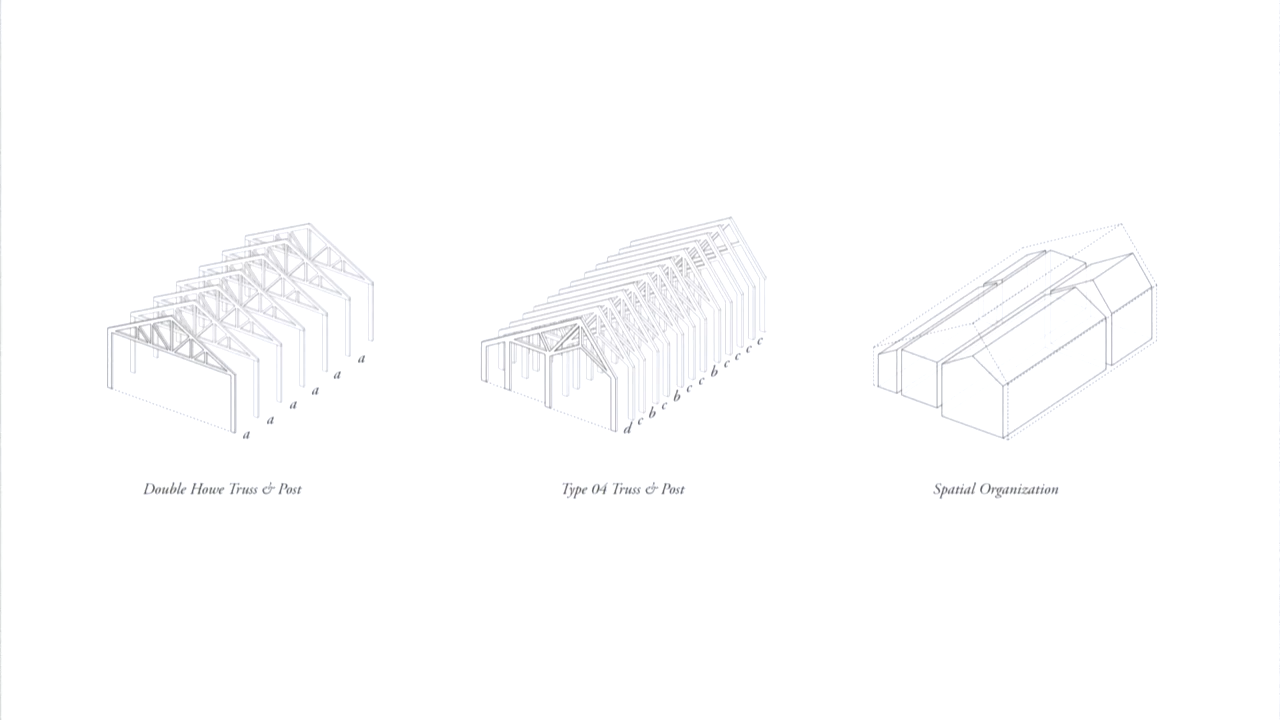 a a a a a a
d c b c b c c b c c c c
Double Howe Truss & Post
Type 04 Truss & Post
Spatial Organization